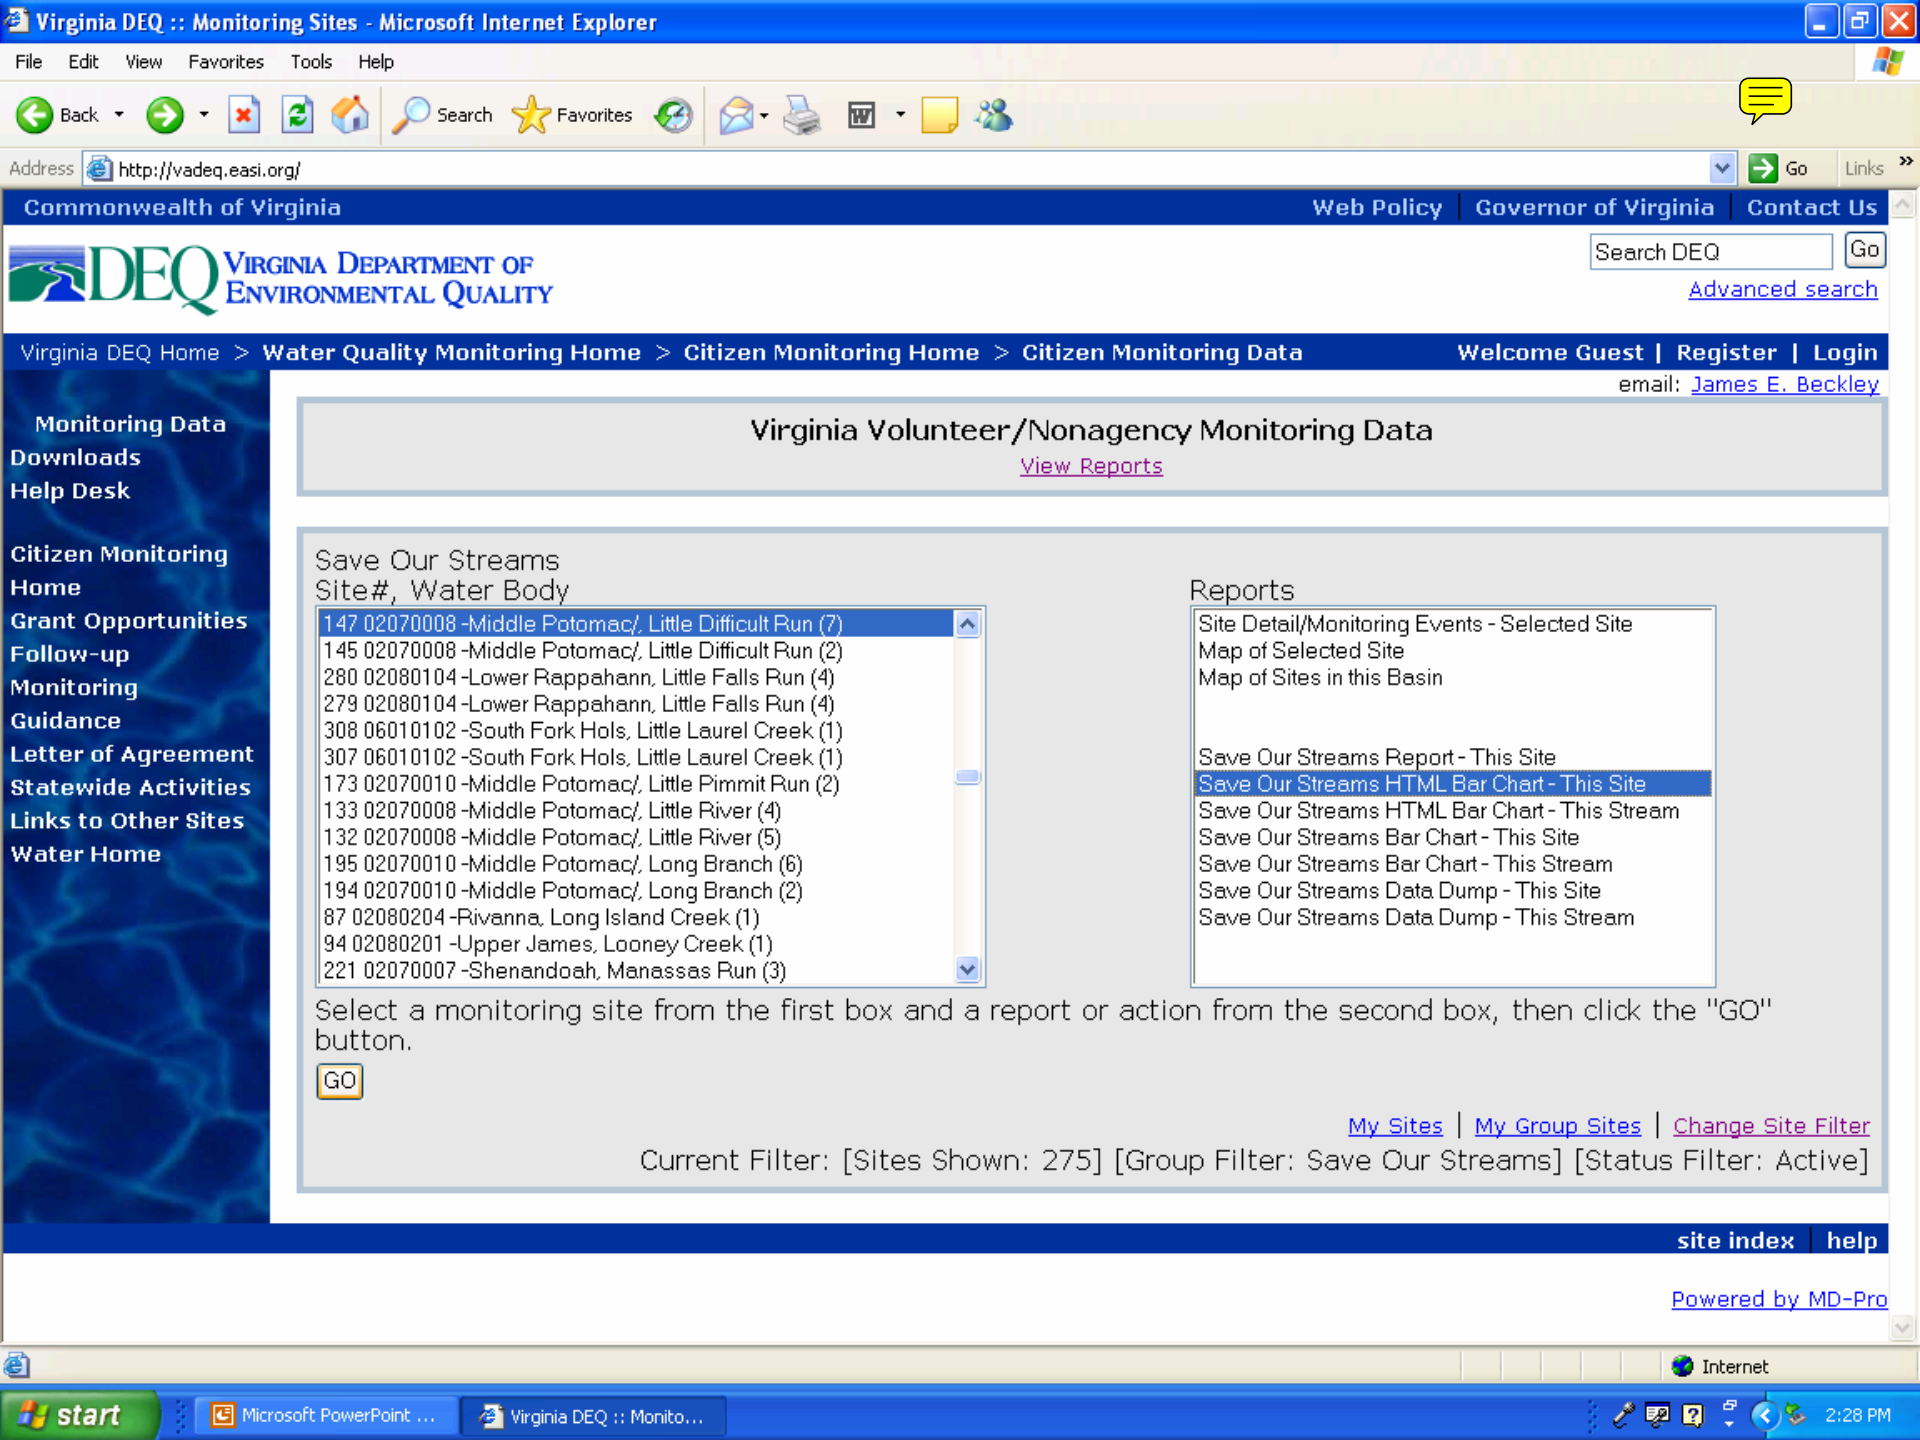 Virginia DEQ :: Monitoring Sites - Microsoft Internet Explorer
File Edit View Favorites Tools Help
Back Search Favorites
Address http://vadeq.easi.org/ Go Links »
Commonwealth of Virginia Web Policy Governor of Virginia Contact Us
DEQ VIRGINIA DEPARTMENT OF
ENVIRONMENTAL QUALITY
Search DEQ Go
Advanced search
Virginia DEQ Home > Water Quality Monitoring Home > Citizen Monitoring Home > Citizen Monitoring Data Welcome Guest | Register | Login
email: James E. Beckley
Monitoring Data
Downloads
Help Desk
Citizen Monitoring
Home
Grant Opportunities
Follow-up
Monitoring
Guidance
Letter of Agreement
Statewide Activities
Links to Other Sites
Water Home
Virginia Volunteer/Nonagency Monitoring Data
View Reports
Save Our Streams
Site#, Water Body
147 02070008 -Middle Potomac/, Little Difficult Run (7)
145 02070008 -Middle Potomac/, Little Difficult Run (2)
280 02080104 -Lower Rappahann, Little Falls Run (4)
279 02080104 -Lower Rappahann, Little Falls Run (4)
308 06010102 -South Fork Hols, Little Laurel Creek (1)
307 06010102 -South Fork Hols, Little Laurel Creek (1)
173 02070010 -Middle Potomac/, Little Pimmit Run (2)
133 02070008 -Middle Potomac/, Little River (4)
132 02070008 -Middle Potomac/, Little River (5)
195 02070010 -Middle Potomac/, Long Branch (6)
194 02070010 -Middle Potomac/, Long Branch (2)
87 02080204 -Rivanna, Long Island Creek (1)
94 02080201 -Upper James, Looney Creek (1)
221 02070007 -Shenandoah, Manassas Run (3)
Reports
Site Detail/Monitoring Events - Selected Site
Map of Selected Site
Map of Sites in this Basin
Save Our Streams Report - This Site
Save Our Streams HTML Bar Chart - This Site
Save Our Streams HTML Bar Chart - This Stream
Save Our Streams Bar Chart - This Site
Save Our Streams Bar Chart - This Stream
Save Our Streams Data Dump - This Site
Save Our Streams Data Dump - This Stream
Select a monitoring site from the first box and a report or action from the second box, then click the "GO"
button.
GO
My Sites | My Group Sites | Change Site Filter
Current Filter: [Sites Shown: 275] [Group Filter: Save Our Streams] [Status Filter: Active]
site index help
Powered by MD-Pro
Internet
start Microsoft PowerPoint ... Virginia DEQ :: Monito... 2:28 PM